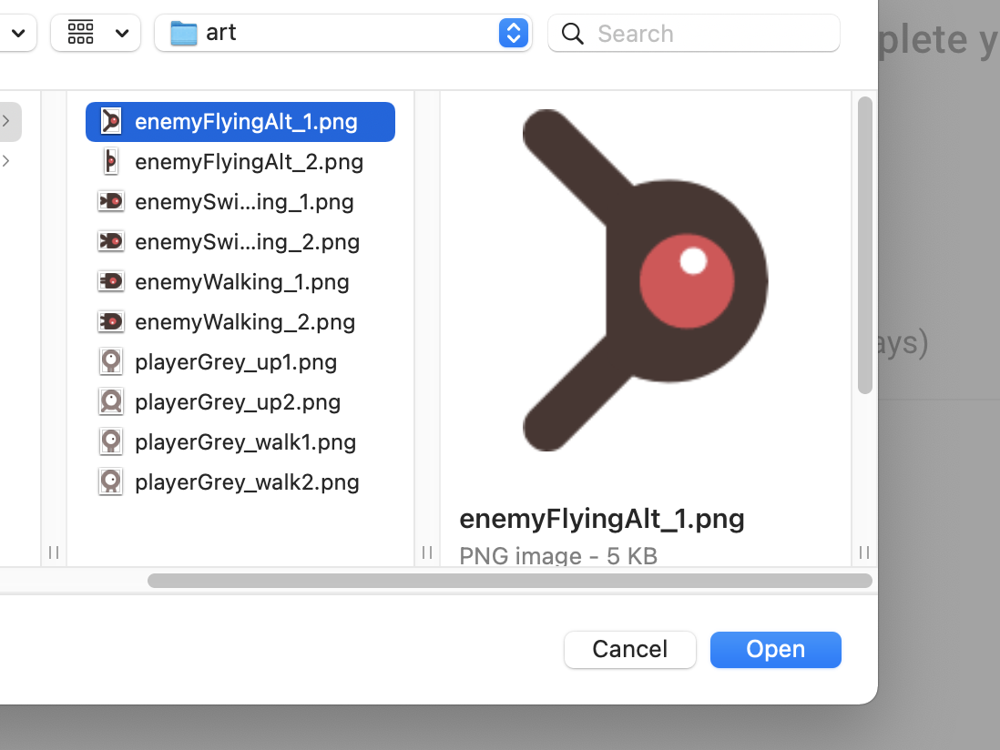 art
Search
enemyFlyingAlt_1.png
enemyFlyingAlt_2.png
enemySwi...ing_1.png
enemySwi...ing_2.png
enemyWalking_1.png
enemyWalking_2.png
playerGrey_up1.png
playerGrey_up2.png
playerGrey_walk1.png
playerGrey_walk2.png
enemyFlyingAlt_1.png
PNG image - 5 KB
Cancel
Open
plete y
ays)